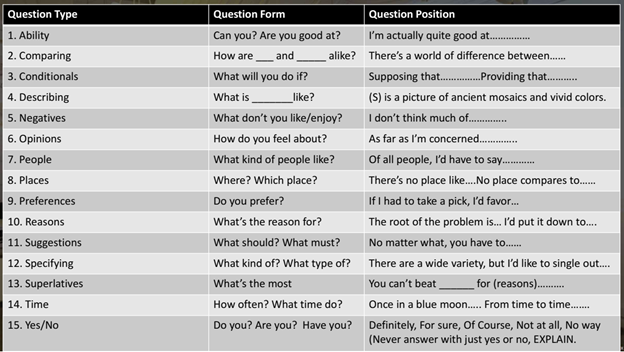 Question Type Question Form Question Position
1. Ability Can you? Are you good at? I'm actually quite good at……………
2. Comparing How are ___ and _____ alike? There's a world of difference between……
3. Conditionals What will you do if? Supposing that……………Providing that………..
4. Describing What is _______like? (S) is a picture of ancient mosaics and vivid colors.
5. Negatives What don't you like/enjoy? I don't think much of…………..
6. Opinions How do you feel about? As far as I'm concerned…………..
7. People What kind of people like? Of all people, I'd have to say…………
8. Places Where? Which place? There's no place like….No place compares to……
9. Preferences Do you prefer? If I had to take a pick, I'd favor…
10. Reasons What's the reason for? The root of the problem is… I'd put it down to….
11. Suggestions What should? What must? No matter what, you have to……
12. Specifying What kind of? What type of? There are a wide variety, but I'd like to single out….
13. Superlatives What's the most You can't beat ______ for (reasons)……….
14. Time How often? What time do? Once in a blue moon….. From time to time…….
15. Yes/No Do you? Are you? Have you? Definitely, For sure, Of Course, Not at all, No way
(Never answer with just yes or no, EXPLAIN.